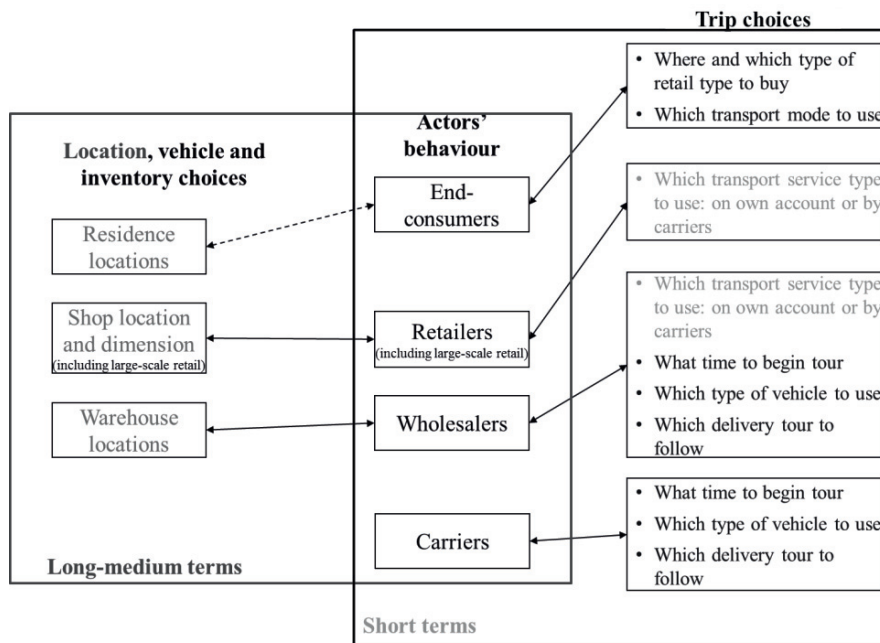 Trip choices
• Where and which type of
retail type to buy
• Which transport mode to use
Actors'
behaviour
Location, vehicle and
inventory choices
End-
consumers
• Which transport service type
to use: on own account or by
carriers
Residence
locations
• Which transport service type
to use: on own account or by
carriers
• What time to begin tour
• Which type of vehicle to use
• Which delivery tour to
follow
Shop location
and dimension
(including large-scale retail)
Retailers
(including large-scale retail)
Warehouse
locations
Wholesalers
• What time to begin tour
• Which type of vehicle to use
• Which delivery tour to
follow
Carriers
Long-medium terms
Short terms